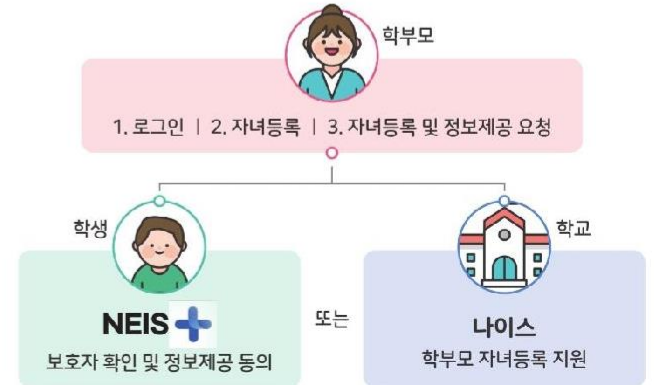 학부모
1. 로그인 | 2. 자녀등록 | 3. 자녀등록 및 정보제공 요청
학생
NEIS+
보호자 확인 및 정보제공 동의
또는
학교
나이스
학부모 자녀등록 지원